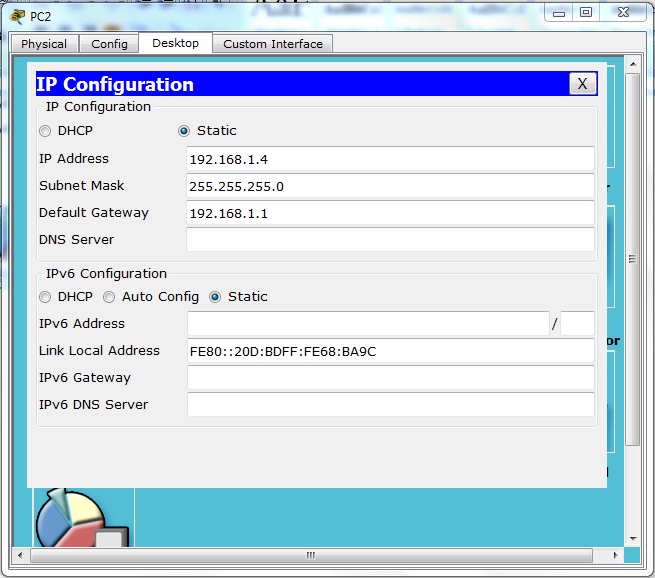 PC2
Physical Config Desktop Custom Interface
IP Configuration X
IP Configuration
DHCP Static
IP Address 192.168.1.4
Subnet Mask 255.255.255.0
Default Gateway 192.168.1.1
DNS Server
IPv6 Configuration
DHCP Auto Config Static
IPv6 Address /
Link Local Address FE80::20D:BDFF:FE68:BA9C
IPv6 Gateway
IPv6 DNS Server
or